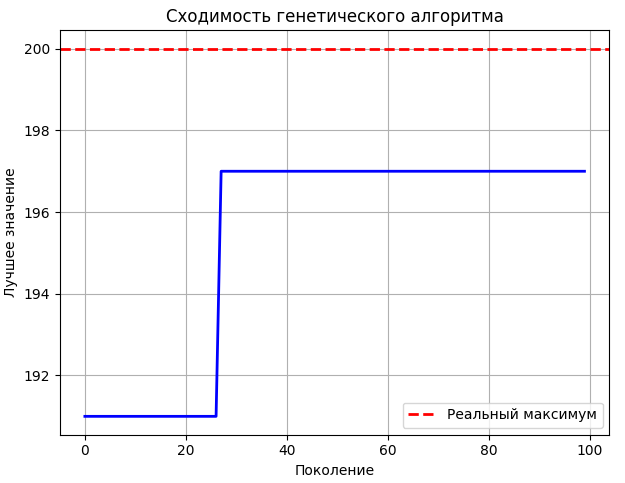 Сходимость генетического алгоритма
Лучшее значение
200
198
196
194
192
0 20 40 60 80 100
Поколение
Реальный максимум